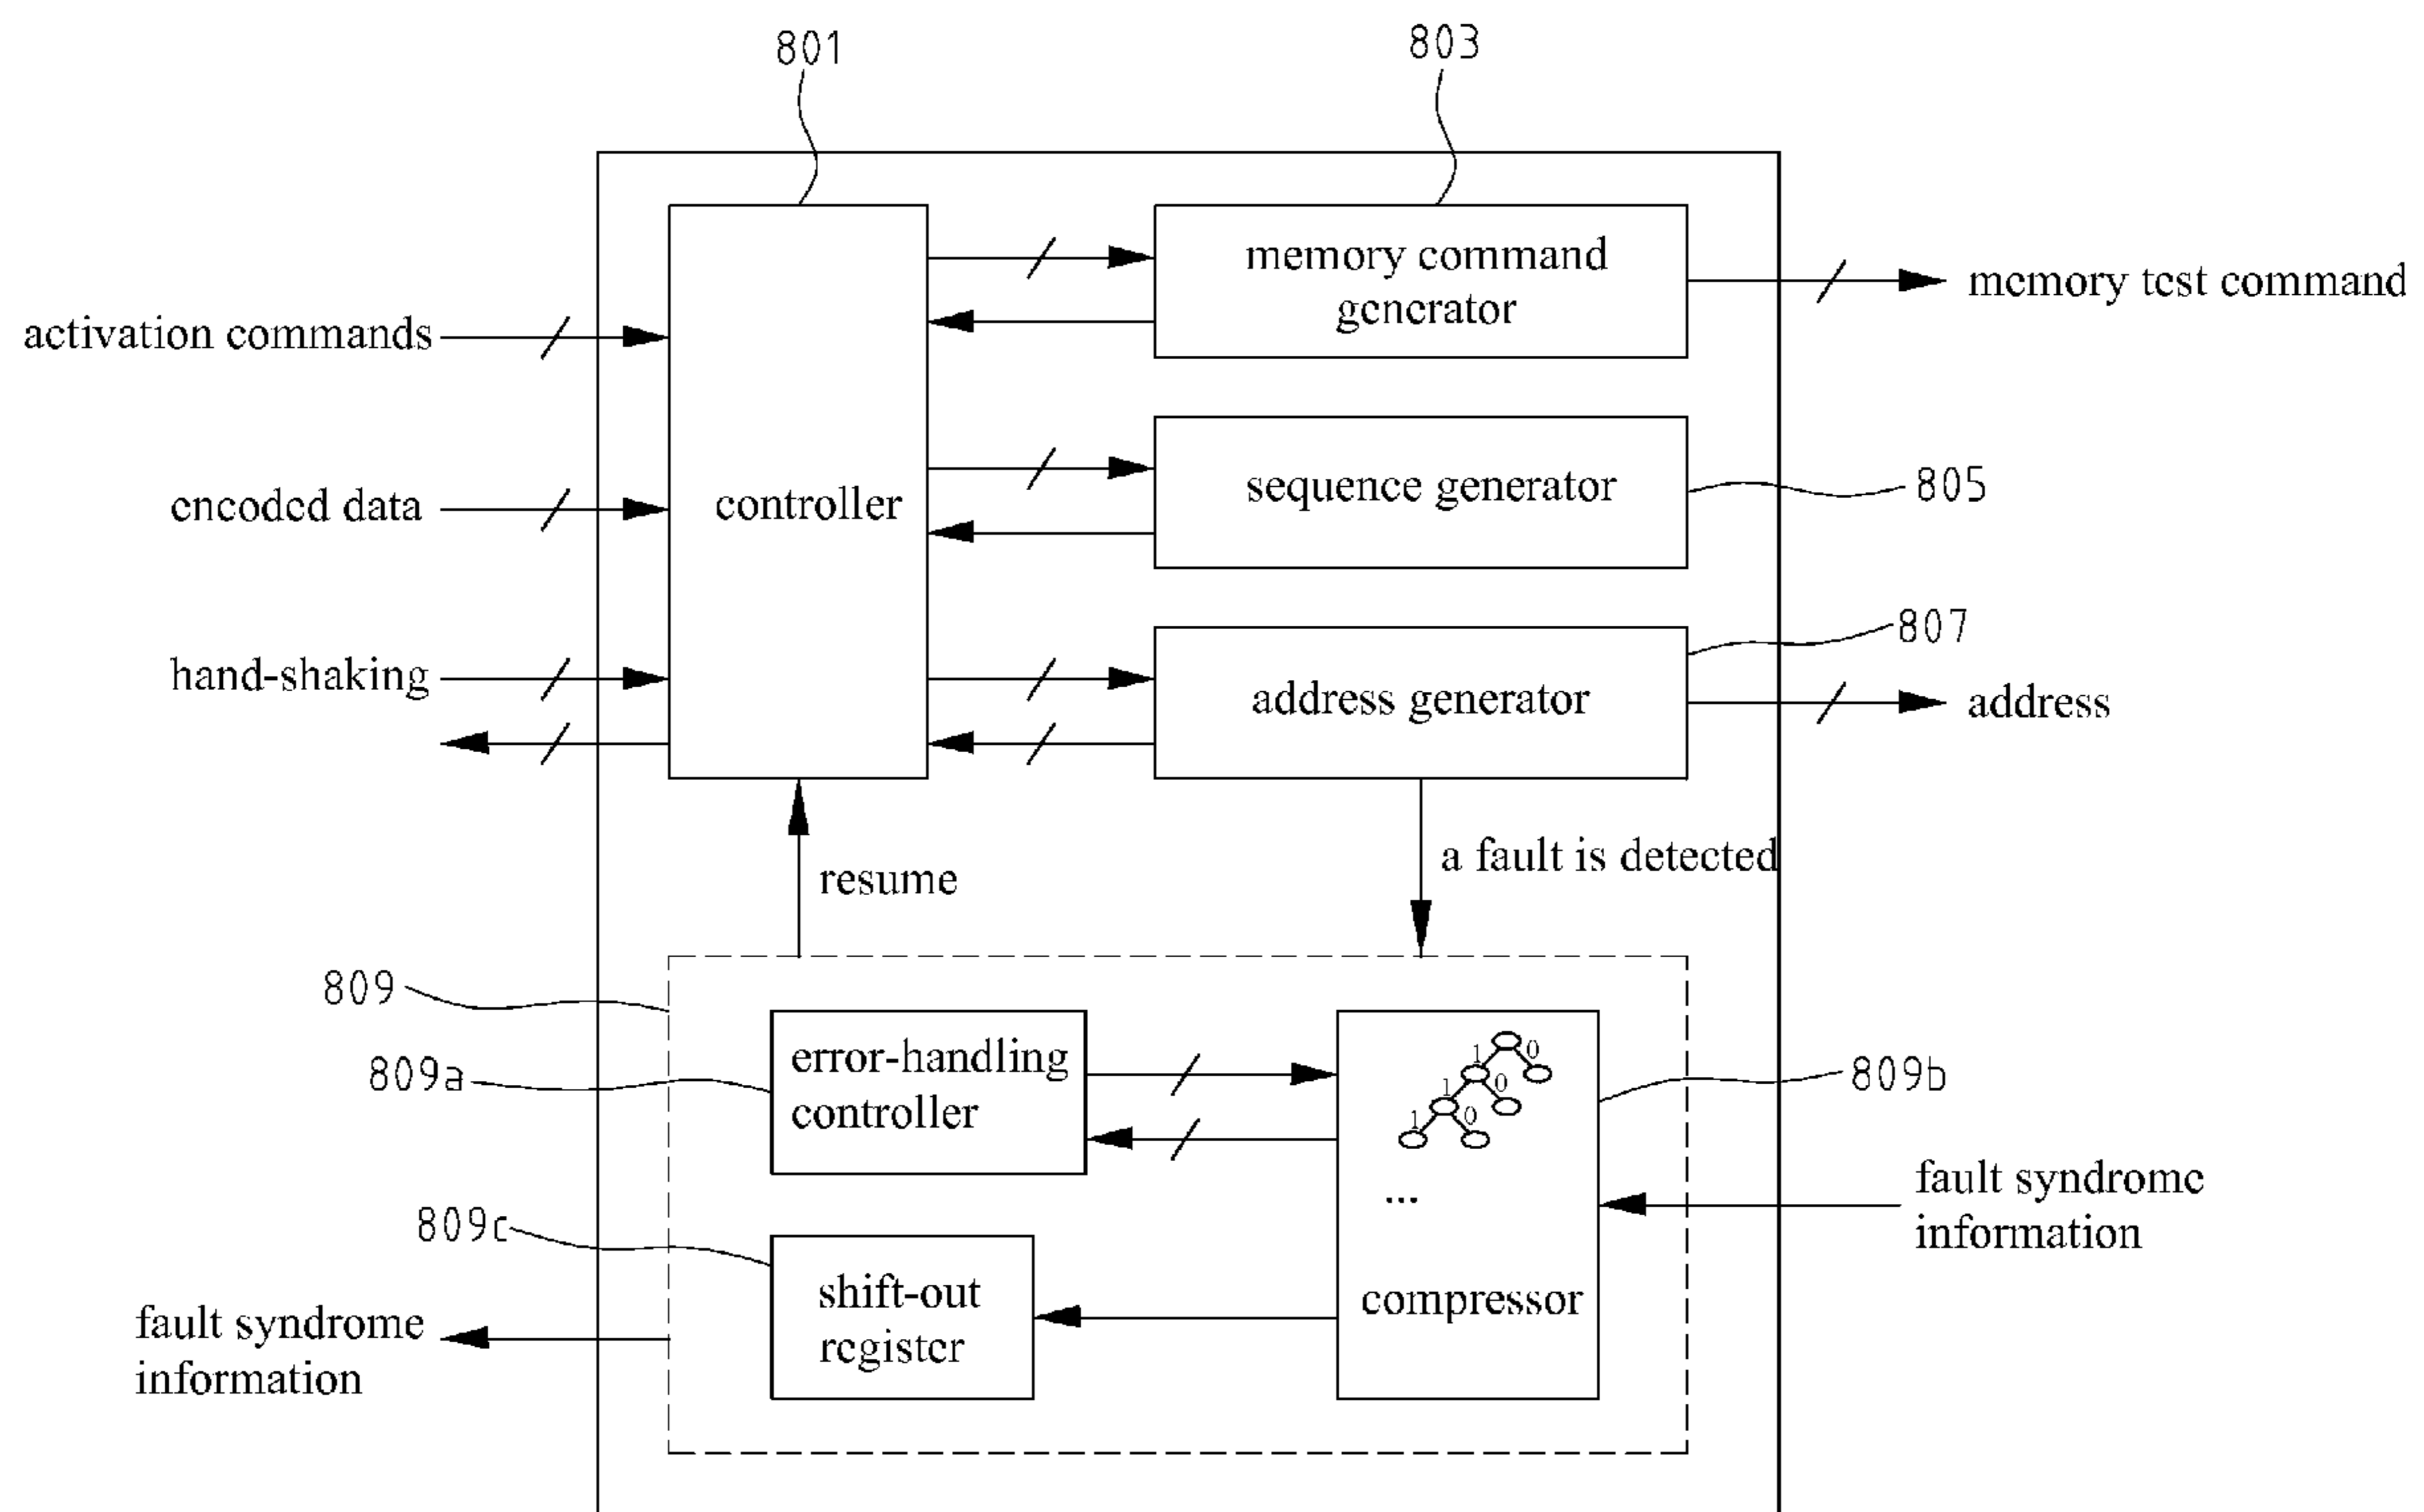 801
803
memory command
generator
memory test command
activation commands
sequence generator
805
encoded data
controller
807
hand-shaking
address generator
address
a fault is detected
resume
809
error-handling
controller
809a
1 0
1 0
1 0
809b
...
fault syndrome
information
809c
shift-out
register
compressor
fault syndrome
information